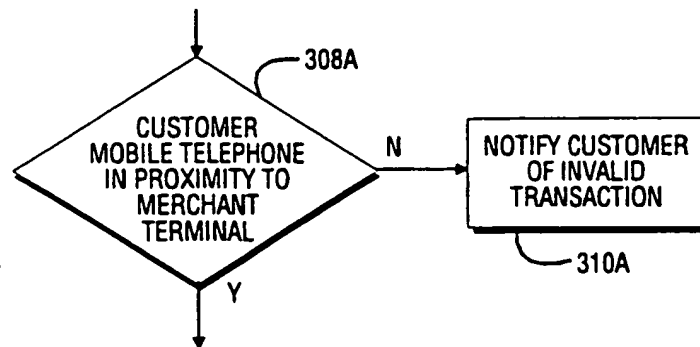 308A
CUSTOMER
MOBILE TELEPHONE
IN PROXIMITY TO
MERCHANT
TERMINAL
N
NOTIFY CUSTOMER
OF INVALID
TRANSACTION
310A
Y